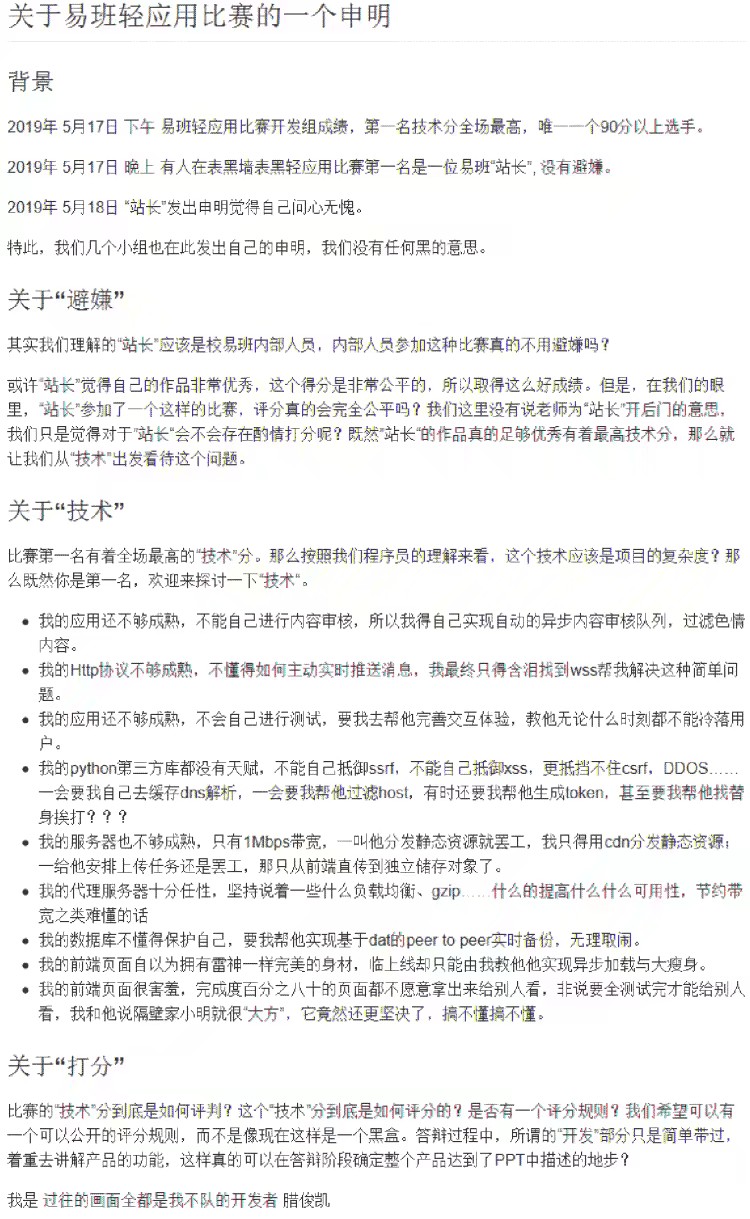 关于易班轻应用比赛的一个申明
背景
2019年 5月17日 下午 易班轻应用比赛开发组成绩，第一名技术分全场最高，唯一一个90分以上选手。
2019年 5月17日 晚上 有人在表黑墙表黑轻应用比赛第一名是一位易班“站长”, 没有避嫌。
2019年 5月18日 “站长”发出申明觉得自己问心无愧。
特此，我们几个小组也在此发出自己的申明，我们没有任何黑的意思。
关于“避嫌”
其实我们理解的“站长”应该是校易班内部人员，内部人员参加这种比赛真的不用避嫌吗？
或许“站长”觉得自己的作品非常优秀，这个得分是非常公平的，所以取得这么好成绩。但是，在我们的眼
里，“站长”参加了一个这样的比赛，评分真的会完全公平吗？我们这里没有说老师为“站长”开后门的意思，
我们只是觉得对于”站长“会不会存在酌情打分呢？既然”站长“的作品真的足够优秀有着最高技术分，那么就
让我们从“技术”出发看待这个问题。
关于“技术”
比赛第一名有着全场最高的“技术”分。那么按照我们程序员的理解来看，这个技术应该是项目的复杂度？那
么既然你是第一名，欢迎来探讨一下”技术“。
我的应用还不够成熟，不能自己进行内容审核，所以我得自己实现自动的异步内容审核队列，过滤色情
内容。
我的Http协议不够成熟，不懂得如何主动实时推送消息，我最终只得含泪找到wss帮我解决这种简单问
题。
我的应用还不够成熟，不会自己进行测试，要我去帮他完善交互体验，教他无论什么时刻都不能冷落用
户。
我的python第三方库都没有天赋，不能自己抵御ssrf，不能自己抵御xss，更抵挡不住csrf，DDOS……
一会要我自己去缓存dns解析，一会要我帮他过滤host，有时还要我帮他生成token，甚至要我帮他找替
身挨打？？？
我的服务器也不够成熟，只有1Mbps带宽，一叫他分发静态资源就罢工，我只得用cdn分发静态资源；
一给他安排上传任务还是罢工，那只从前端直传到独立储存对象了。
我的代理服务器十分任性，坚持说着一些什么负载均衡、gzip……什么的提高什么什么可用性，节约带
宽之类难懂的话
我的数据库不懂得保护自己，要我帮他实现基于dat的peer to peer实时备份，无理取闹。
我的前端页面自以为拥有雷神一样完美的身材，临上线却只能由我教他他实现异步加载与大瘦身。
我的前端页面很害羞，完成度百分之八十的页面都不愿意拿出来给别人看，非说要全测试完才能给别人
看，我和他说隔壁家小明就很“大方”，它竟然还更坚决了，搞不懂搞不懂。
关于“打分”
比赛的“技术”分到底是如何评判？这个“技术”分到底是如何评分的？是否有一个评分规则？我们希望可以有
一个可以公开的评分规则，而不是像现在这样是一个黑盒。答辩过程中，所谓的“开发”部分只是简单带过，
着重去讲解产品的功能，这样真的可以在答辩阶段确定整个产品达到了PPT中描述的地步？
我是 过往的画面全都是我不队的开发者 腊俊凯